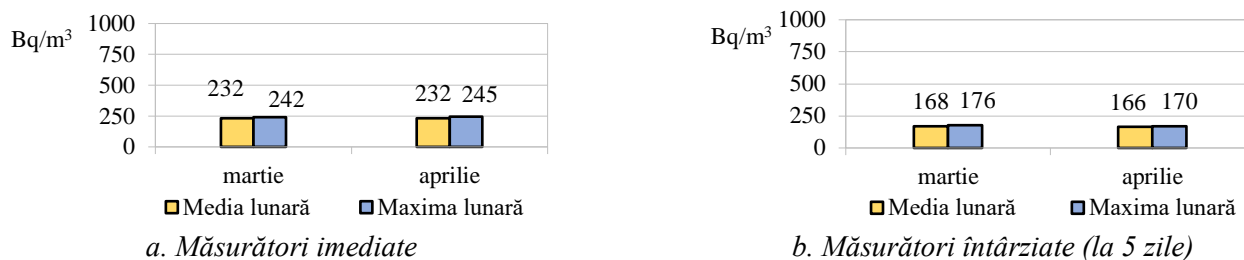 Bq/m³
1000
750
500
250
0
232
242
232
245
martie
aprilie
Media lunară
Maxima lunară
a. Măsurători imediate
Bq/m³
1000
750
500
250
0
168
176
166
170
martie
aprilie
Media lunară
Maxima lunară
b. Măsurători întârziate (la 5 zile)